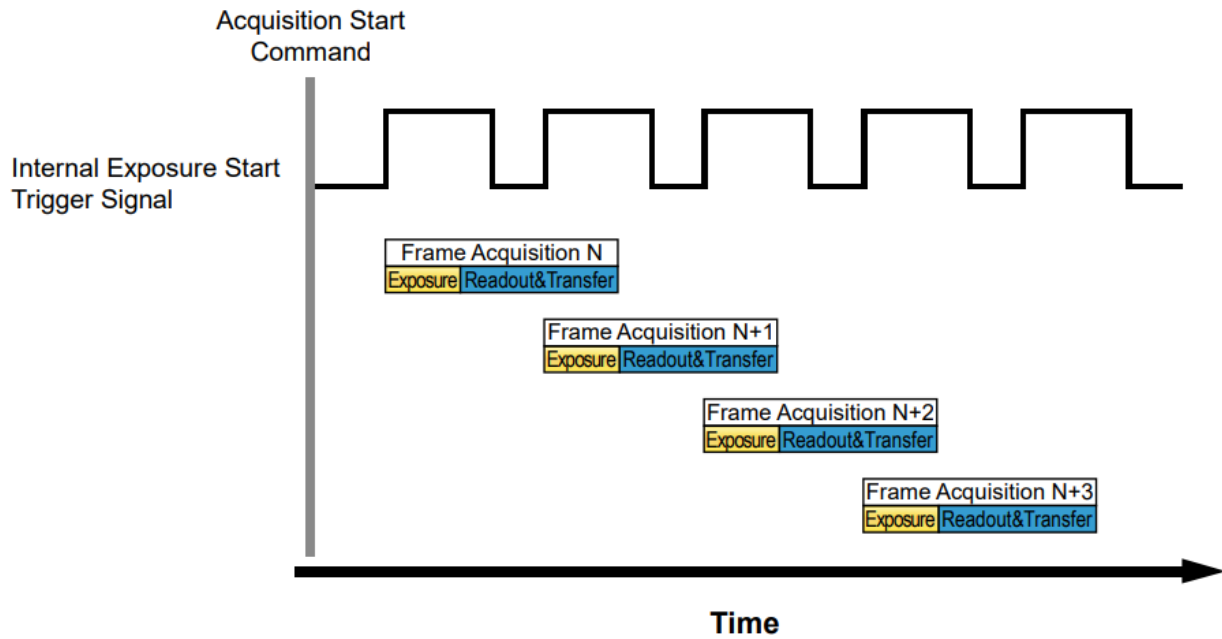 Acquisition Start
Command
Internal Exposure Start
Trigger Signal
Frame Acquisition N
Exposure Readout&Transfer
Frame Acquisition N+1
Exposure Readout&Transfer
Frame Acquisition N+2
Exposure Readout&Transfer
Frame Acquisition N+3
Exposure Readout&Transfer
Time